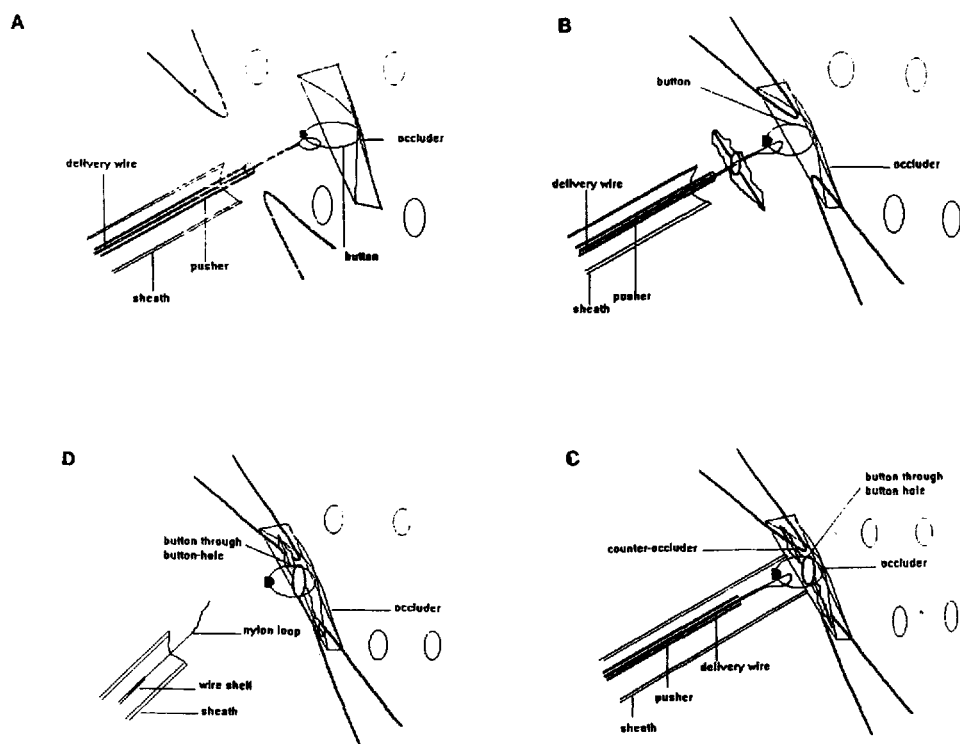 A
occluder
delivery wire
button
pusher
sheath
B
button
occluder
delivery wire
pusher
sheath
D
button through
button-hole
occluder
nylon loop
wire shell
sheath
C
button through
button hole
counter-occluder
occluder
delivery wire
pusher
sheath